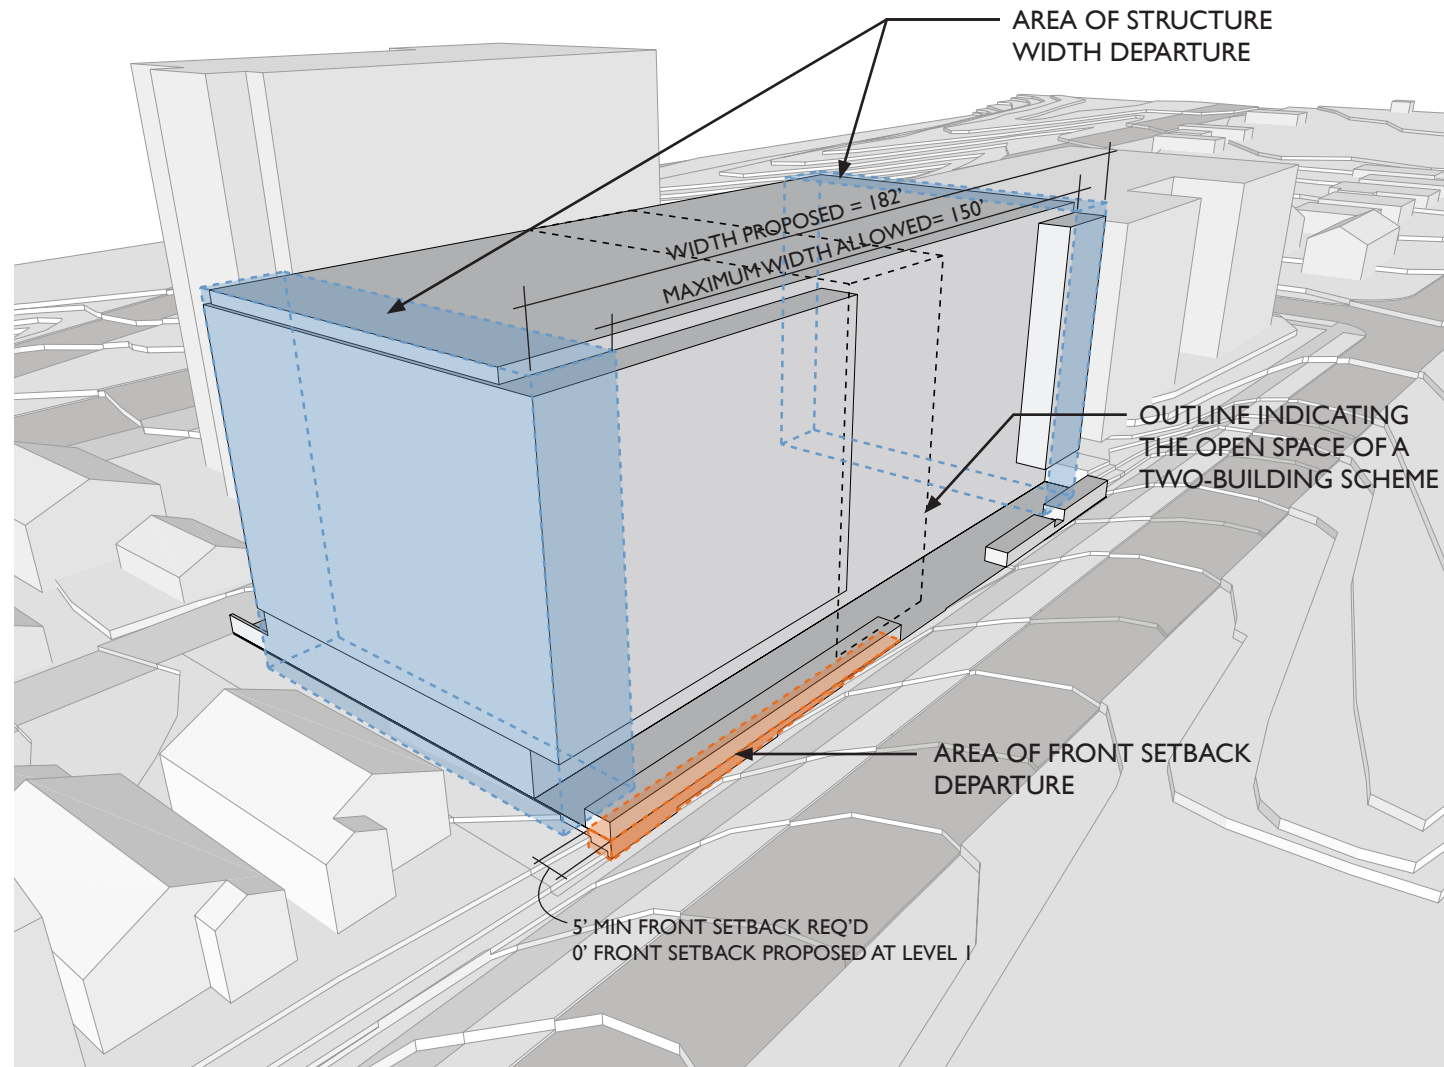 AREA OF STRUCTURE
WIDTH DEPARTURE
WIDTH PROPOSED = 182'
MAXIMUM WIDTH ALLOWED= 150'
OUTLINE INDICATING
THE OPEN SPACE OF A
TWO-BUILDING SCHEME
AREA OF FRONT SETBACK
DEPARTURE
5' MIN FRONT SETBACK REQ'D
0' FRONT SETBACK PROPOSED AT LEVEL 1